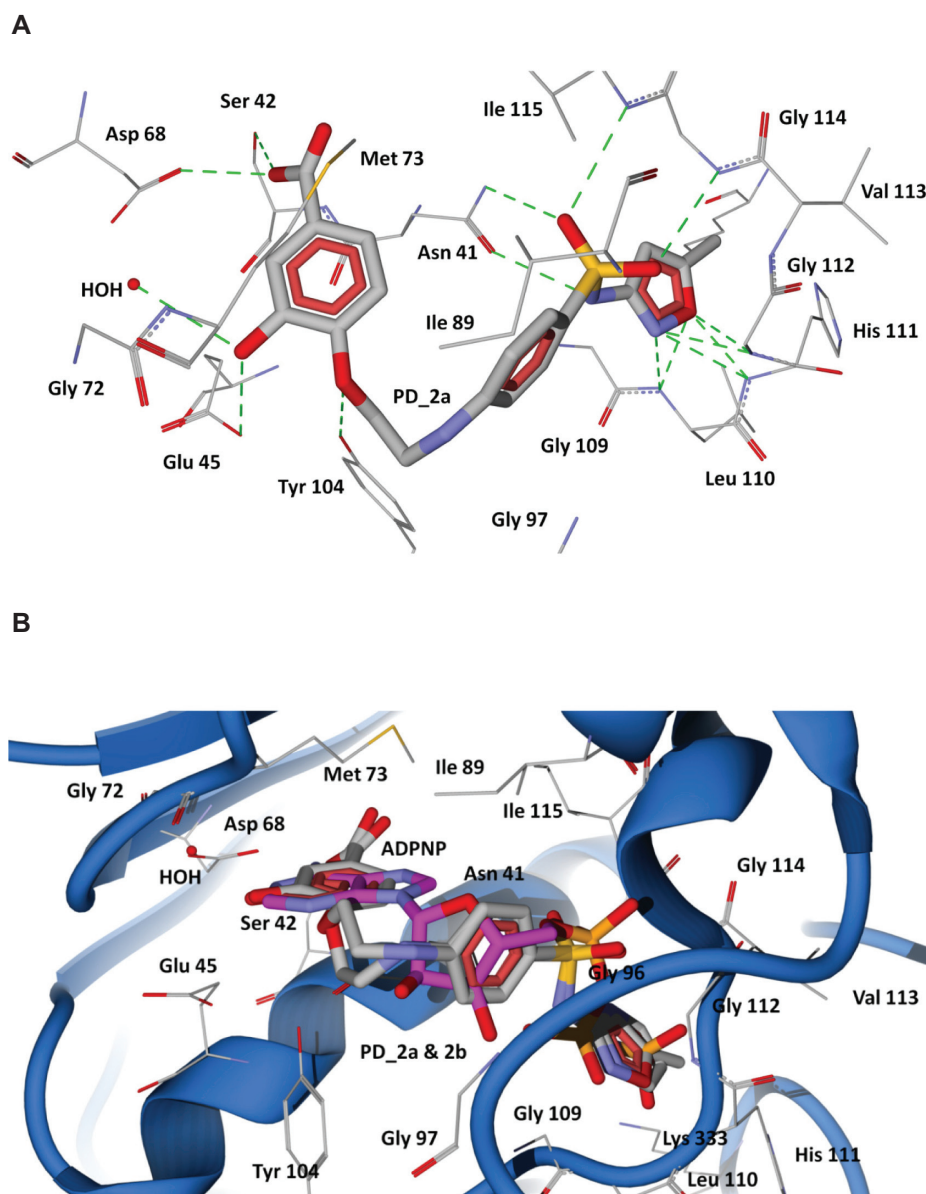 A
Ser 42
Ile 115
Gly 114
Asp 68
Met 73
Val 113
Asn 41
Gly 112
HOH
Ile 89
His 111
Gly 72
PD_2a
Gly 109
Glu 45
Leu 110
Tyr 104
Gly 97
B
Met 73
Ile 89
Gly 72
Ile 115
Asp 68
ADPNP
Gly 114
HOH
Asn 41
Ser 42
Glu 45
Gly 96
Gly 112
Val 113
PD_2a & 2b
Gly 109
Gly 97
Lys 333
His 111
Tyr 104
Leu 110